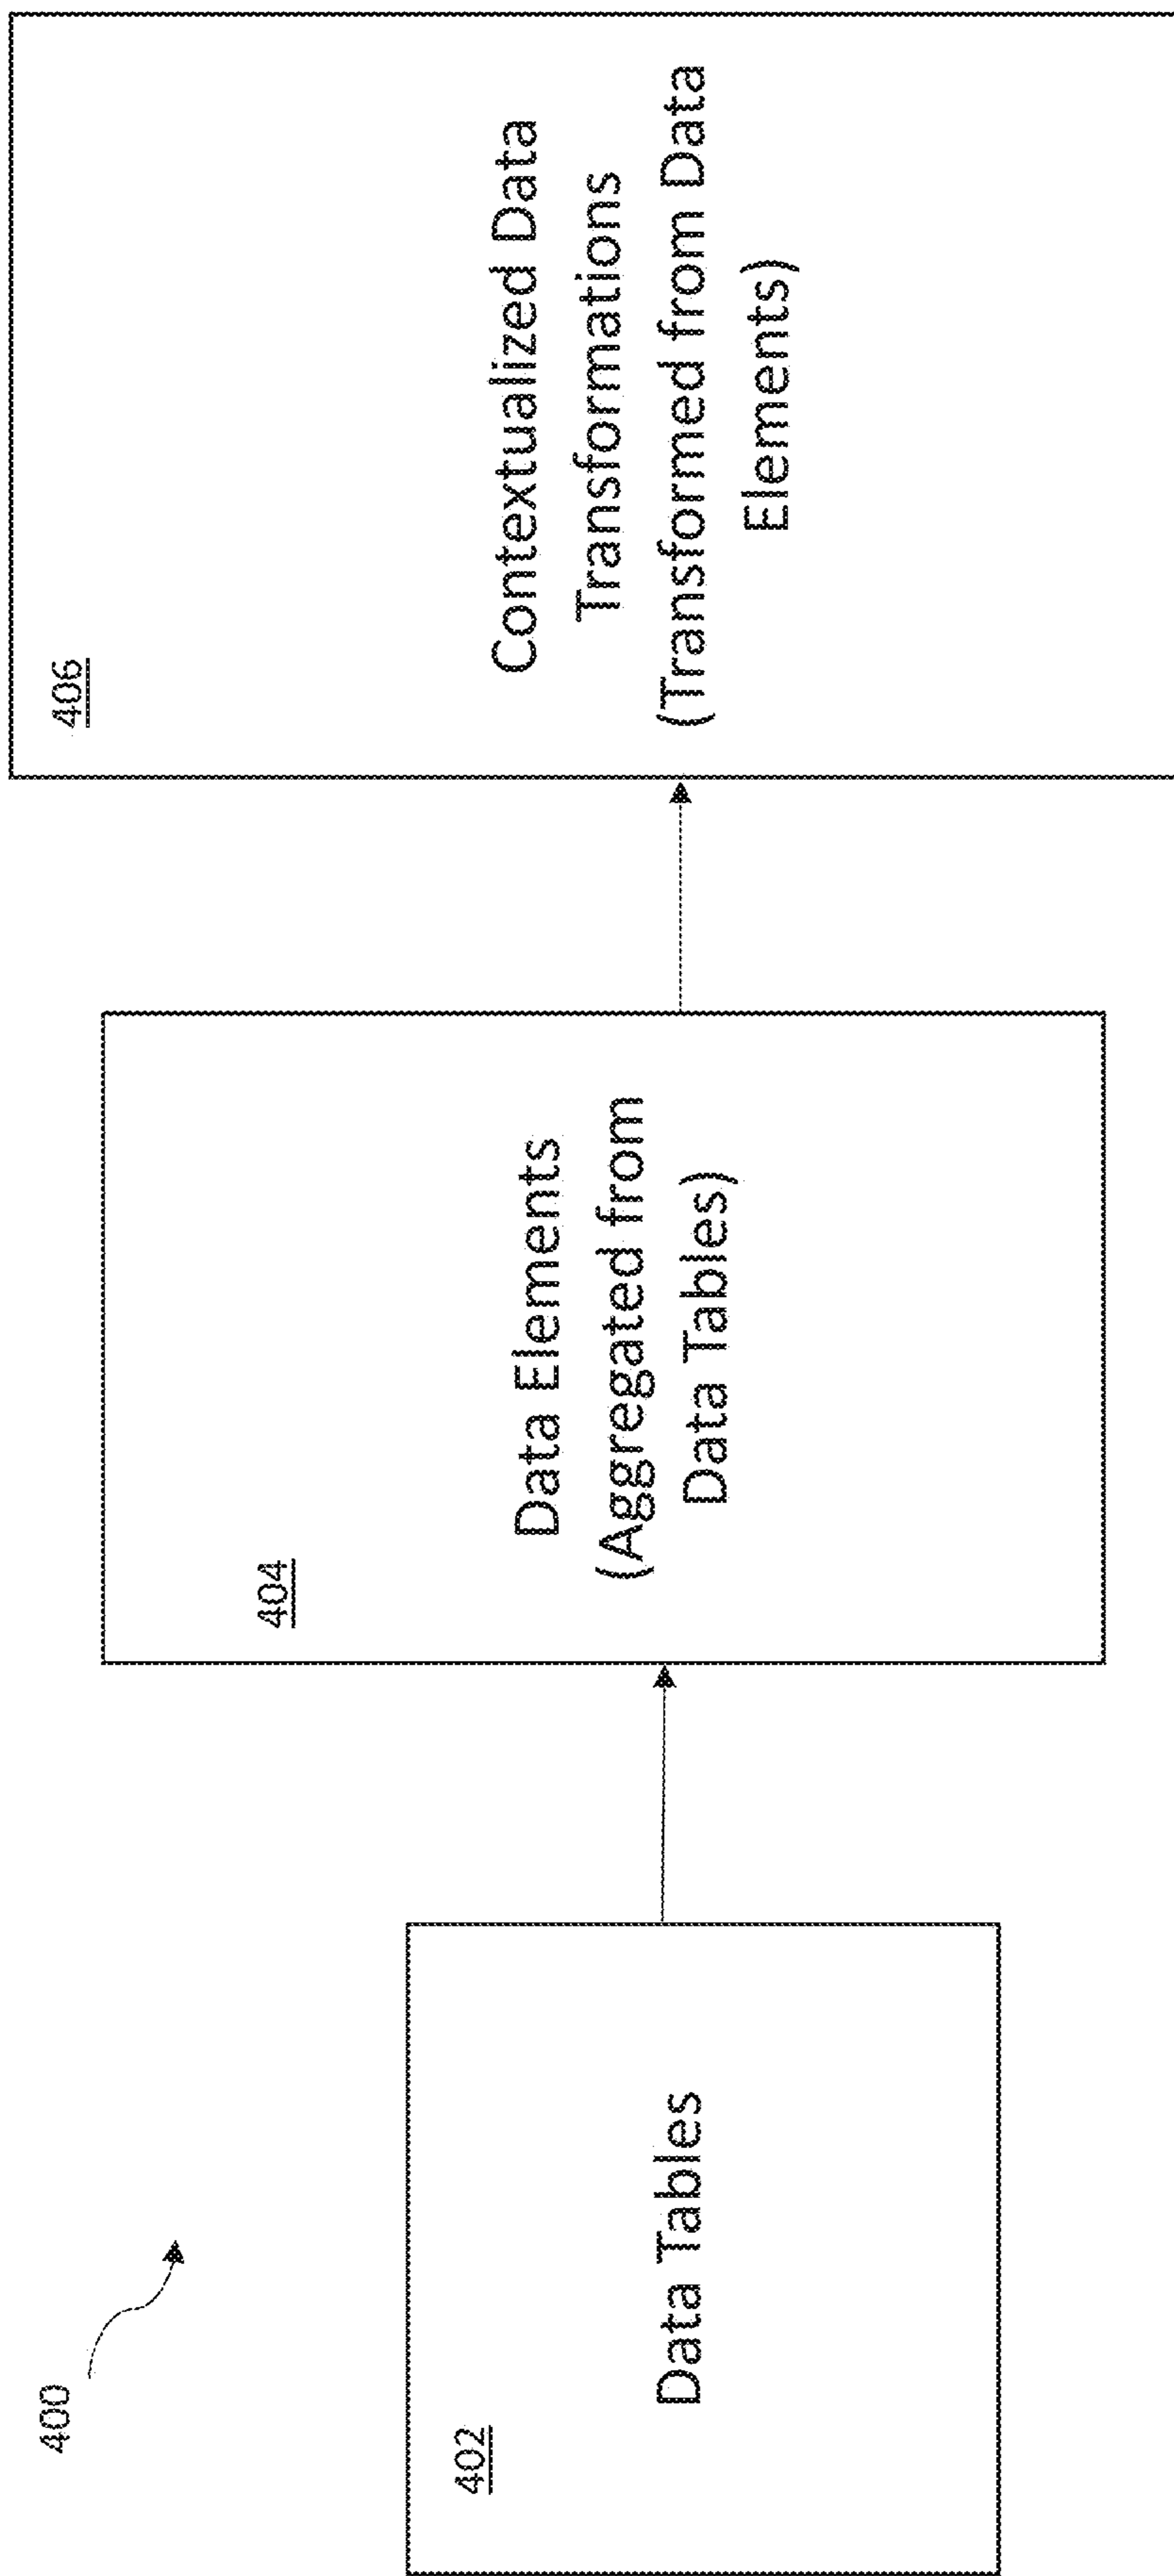 400
402
Data Tables
404
Data Elements
(Aggregated from
Data Tables)
406
Contextualized Data
Transformations
(Transformed from Data
Elements)